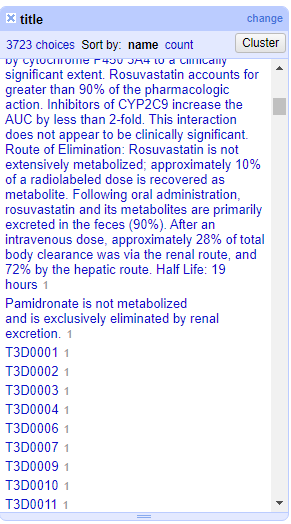 title change
3723 choices Sort by: name count Cluster
by cytochrome P450 3A4 to a clinically
significant extent. Rosuvastatin accounts for
greater than 90% of the pharmacologic
action. Inhibitors of CYP2C9 increase the
AUC by less than 2-fold. This interaction
does not appear to be clinically significant.
Route of Elimination: Rosuvastatin is not
extensively metabolized; approximately 10%
of a radiolabeled dose is recovered as
metabolite. Following oral administration,
rosuvastatin and its metabolites are primarily
excreted in the feces (90%). After an
intravenous dose, approximately 28% of total
body clearance was via the renal route, and
72% by the hepatic route. Half Life: 19
hours 1
Pamidronate is not metabolized
and is exclusively eliminated by renal
excretion. 1
T3D0001 1
T3D0002 1
T3D0003 1
T3D0004 1
T3D0006 1
T3D0007 1
T3D0009 1
T3D0010 1
T3D0011 1